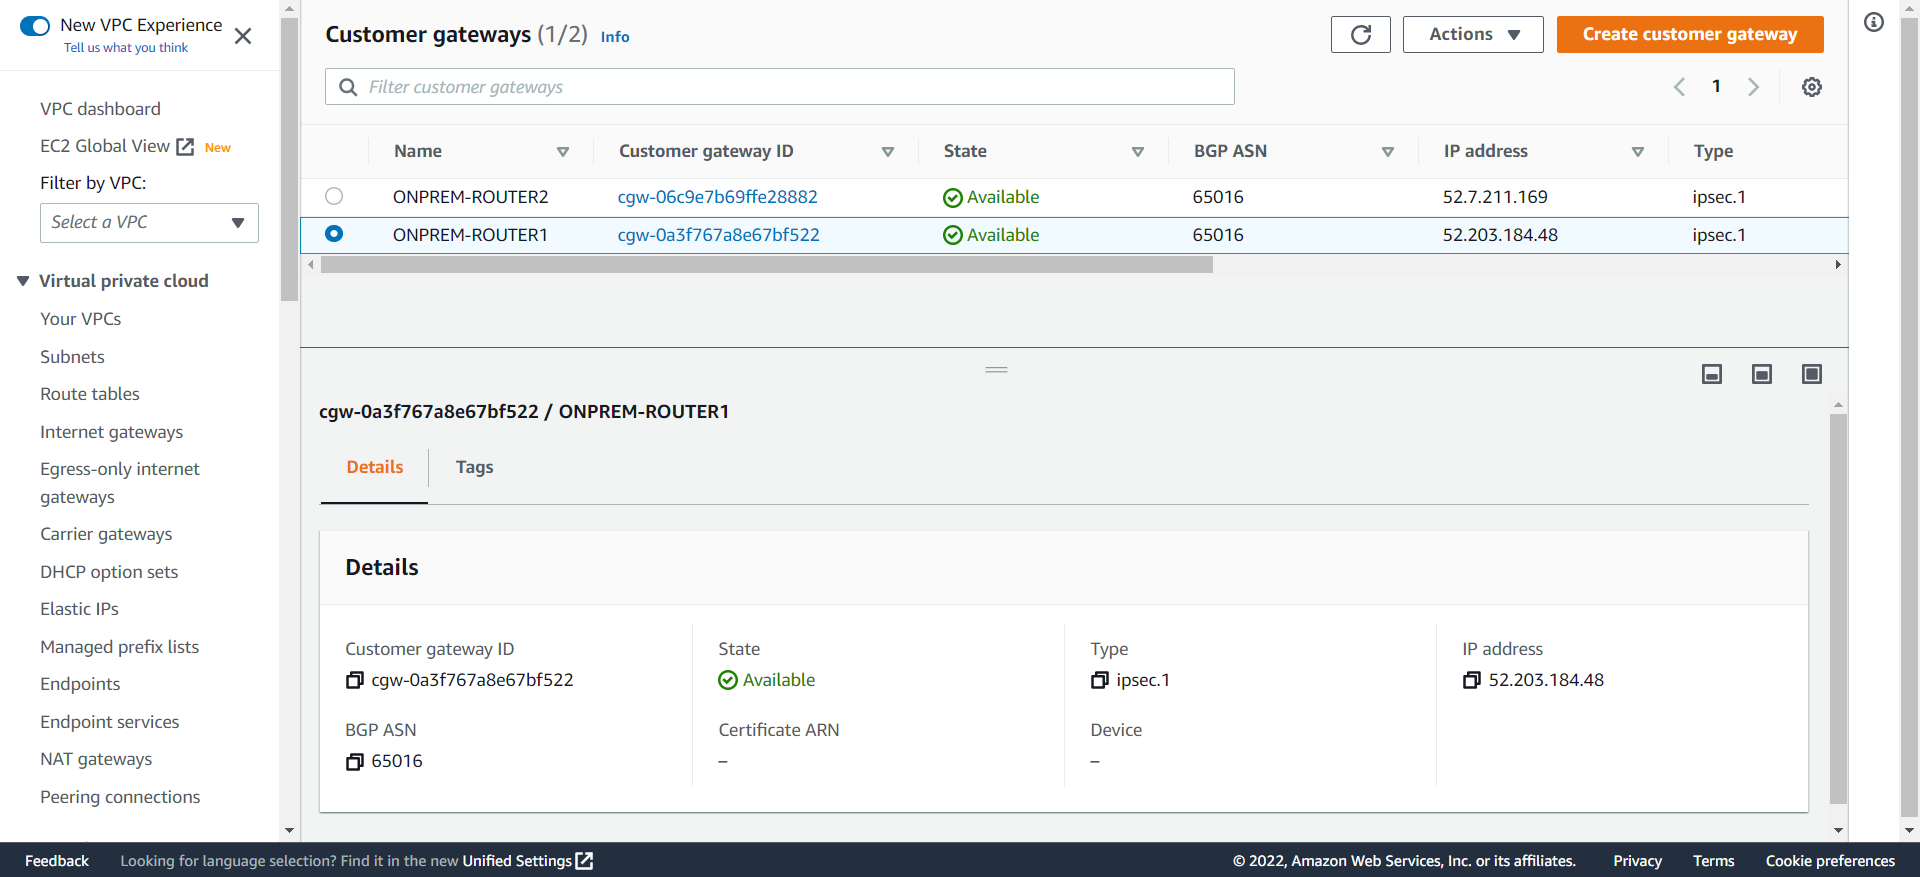 New VPC Experience
Tell us what you think
VPC dashboard
EC2 Global View New
Filter by VPC:
Select a VPC
Virtual private cloud
Your VPCs
Subnets
Route tables
Internet gateways
Egress-only internet
gateways
Carrier gateways
DHCP option sets
Elastic IPs
Managed prefix lists
Endpoints
Endpoint services
NAT gateways
Peering connections
Customer gateways (1/2) Info
Actions
Create customer gateway
Filter customer gateways
1
Name Customer gateway ID State BGP ASN IP address Type
ONPREM-ROUTER2 cgw-06c9e7b69ffe28882 Available 65016 52.7.211.169 ipsec.1
ONPREM-ROUTER1 cgw-0a3f767a8e67bf522 Available 65016 52.203.184.48 ipsec.1
cgw-0a3f767a8e67bf522 / ONPREM-ROUTER1
Details Tags
Details
Customer gateway ID State Type IP address
cgw-0a3f767a8e67bf522 Available ipsec.1 52.203.184.48
BGP ASN Certificate ARN Device
65016 – –
Feedback Looking for language selection? Find it in the new Unified Settings © 2022, Amazon Web Services, Inc. or its affiliates. Privacy Terms Cookie preferences